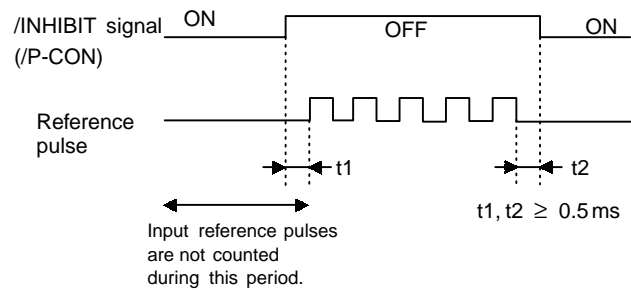 /INHIBIT signal
(/P-CON)
ON
OFF
ON
Reference
pulse
t1
t2
Input reference pulses
are not counted
during this period.
t1, t2 ≥ 0.5 ms